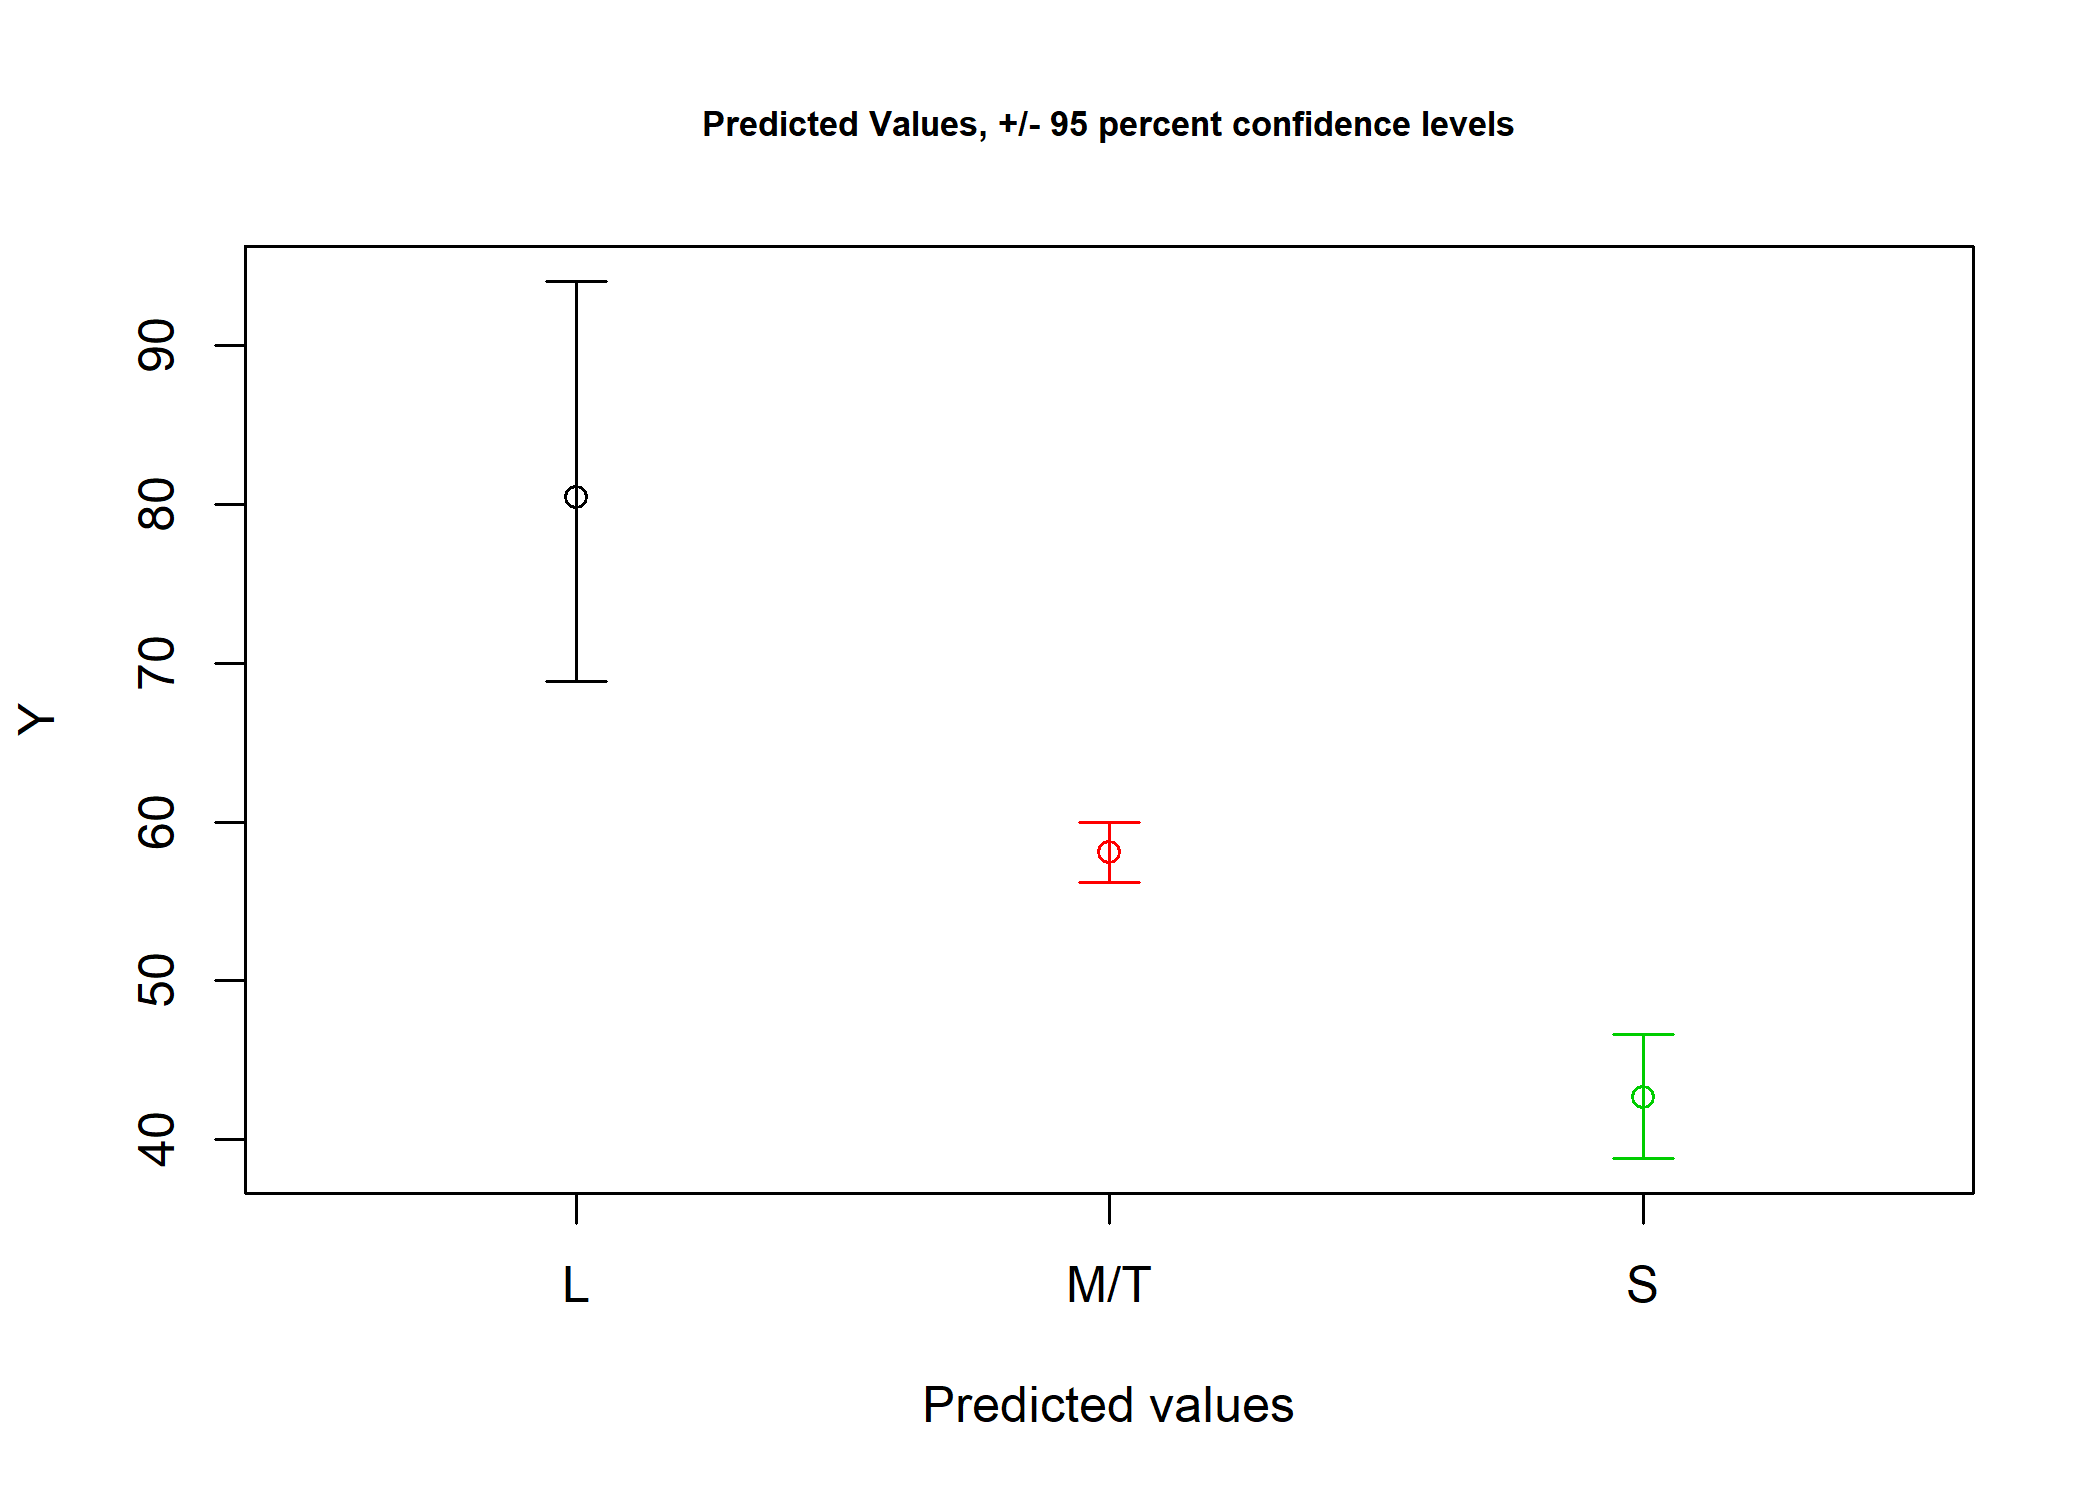 Predicted Values, +/- 95 percent confidence levels
90
80
70
60
50
40
Y
L
M/T
S
Predicted values